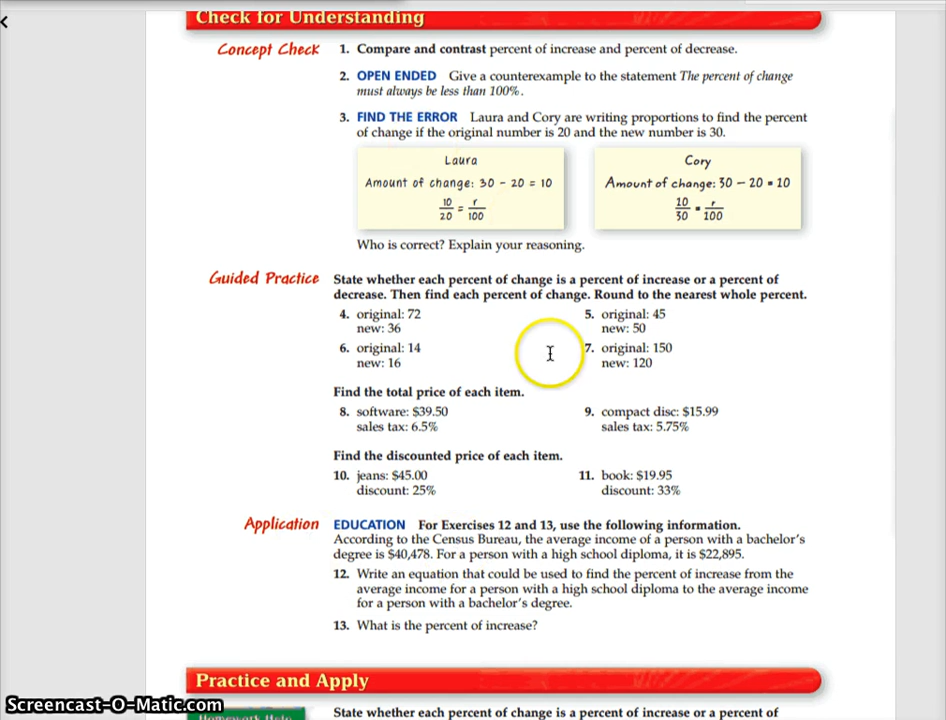 Check for Understanding
Concept Check 1. Compare and contrast percent of increase and percent of decrease.
2. OPEN ENDED Give a counterexample to the statement The percent of change
must always be less than 100%.
3. FIND THE ERROR Laura and Cory are writing proportions to find the percent
of change if the original number is 20 and the new number is 30.
Laura
Amount of change: 30 - 20 = 10
10/20 = r/100
Cory
Amount of change: 30 - 20 = 10
10/30 = r/100
Who is correct? Explain your reasoning.
Guided Practice State whether each percent of change is a percent of increase or a percent of
decrease. Then find each percent of change. Round to the nearest whole percent.
4. original: 72
new: 36
5. original: 45
new: 50
6. original: 14
new: 16
7. original: 150
new: 120
Find the total price of each item.
8. software: $39.50
sales tax: 6.5%
9. compact disc: $15.99
sales tax: 5.75%
Find the discounted price of each item.
10. jeans: $45.00
discount: 25%
11. book: $19.95
discount: 33%
Application EDUCATION For Exercises 12 and 13, use the following information.
According to the Census Bureau, the average income of a person with a bachelor's
degree is $40,478. For a person with a high school diploma, it is $22,895.
12. Write an equation that could be used to find the percent of increase from the
average income for a person with a high school diploma to the average income
for a person with a bachelor's degree.
13. What is the percent of increase?
Practice and Apply
Homework Help
State whether each percent of change is a percent of increase or a percent of
Screencast-O-Matic.com